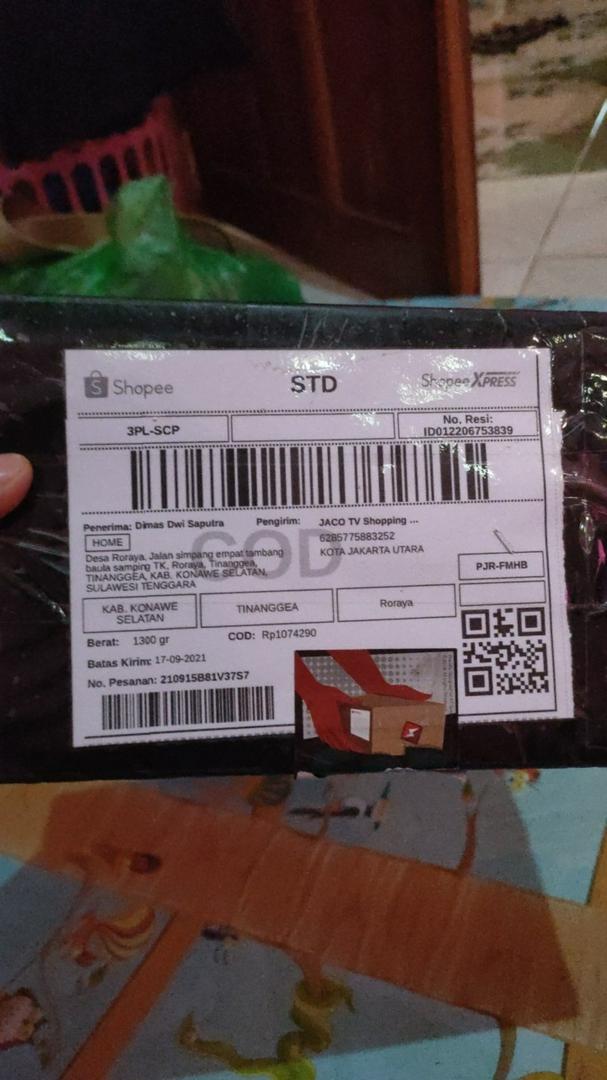 Shopee
STD
Shopee XPRESS
3PL-SCP
No. Resi:
ID012206753839
Penerima: Dimas Dwi Saputra
Pengirim: JACO TV Shopping ...
6285775883252
KOTA JAKARTA UTARA
HOME
COD
Desa Roraya, Jalan simpang empat tambang
baula samping TK, Roraya, Tinanggea,
TINANGGEA, KAB. KONAWE SELATAN,
SULAWESI TENGGARA
PJR-FMHB
KAB. KONAWE
SELATAN
TINANGGEA
Roraya
Berat: 1300 gr
COD: Rp1074290
Batas Kirim: 17-09-2021
No. Pesanan: 210915B81V37S7